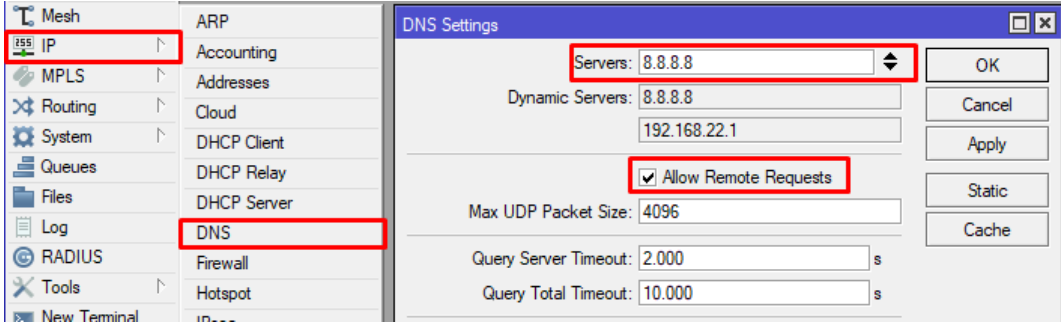 Mesh
IP
MPLS
Routing
System
Queues
Files
Log
RADIUS
Tools
New Terminal
ARP
Accounting
Addresses
Cloud
DHCP Client
DHCP Relay
DHCP Server
DNS
Firewall
Hotspot
IPsec
DNS Settings
Servers: 8.8.8.8
Dynamic Servers: 8.8.8.8
192.168.22.1
Allow Remote Requests
Max UDP Packet Size: 4096
Query Server Timeout: 2.000 s
Query Total Timeout: 10.000 s
OK
Cancel
Apply
Static
Cache